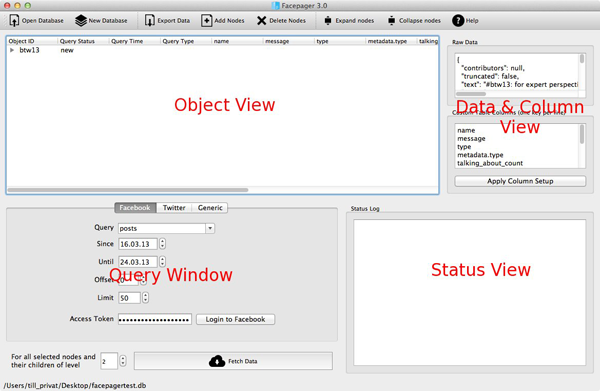 Facepager 3.0
Open Database New Database Export Data Add Nodes Delete Nodes Expand nodes Collapse nodes Help
Object ID Query Status Query Time Query Type name message type metadata.type talking
btw13 new
Object View
Raw Data
{
"contributors": null,
"truncated": false,
"text": "#btw13: for expert perspecti
Data & Column
View
Custom Table Columns (one key per line)
name
message
type
metadata.type
talking_about_count
Apply Column Setup
Facebook Twitter Generic
Query posts
Since 16.03.13
Until 24.03.13
Query Window
Offset 0
Limit 50
Access Token •••••••••••••••• Login to Facebook
Status Log
Status View
For all selected nodes and
their children of level 2 Fetch Data
/Users/till_privat/Desktop/facepagertest.db